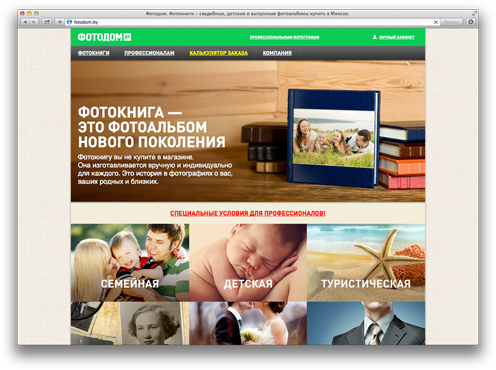 Фотодом. Фотокниги – свадебные, детские и выпускные фотоальбомы купить в Минске.
fotodom.by
Reader
ФОТОДОМ BY
ПРОФЕССИОНАЛЬНЫМ ФОТОГРАФАМ
ЛИЧНЫЙ КАБИНЕТ
ФОТОКНИГИ ПРОФЕССИОНАЛАМ КАЛЬКУЛЯТОР ЗАКАЗА КОМПАНИЯ
ФОТОКНИГА —
ЭТО ФОТОАЛЬБОМ
НОВОГО ПОКОЛЕНИЯ
Фотокнигу вы не купите в магазине.
Она изготавливается вручную и индивидуально
для каждого. Это история в фотографиях о вас,
ваших родных и близких.
СПЕЦИАЛЬНЫЕ УСЛОВИЯ ДЛЯ ПРОФЕССИОНАЛОВ!
СЕМЕЙНАЯ ДЕТСКАЯ ТУРИСТИЧЕСКАЯ